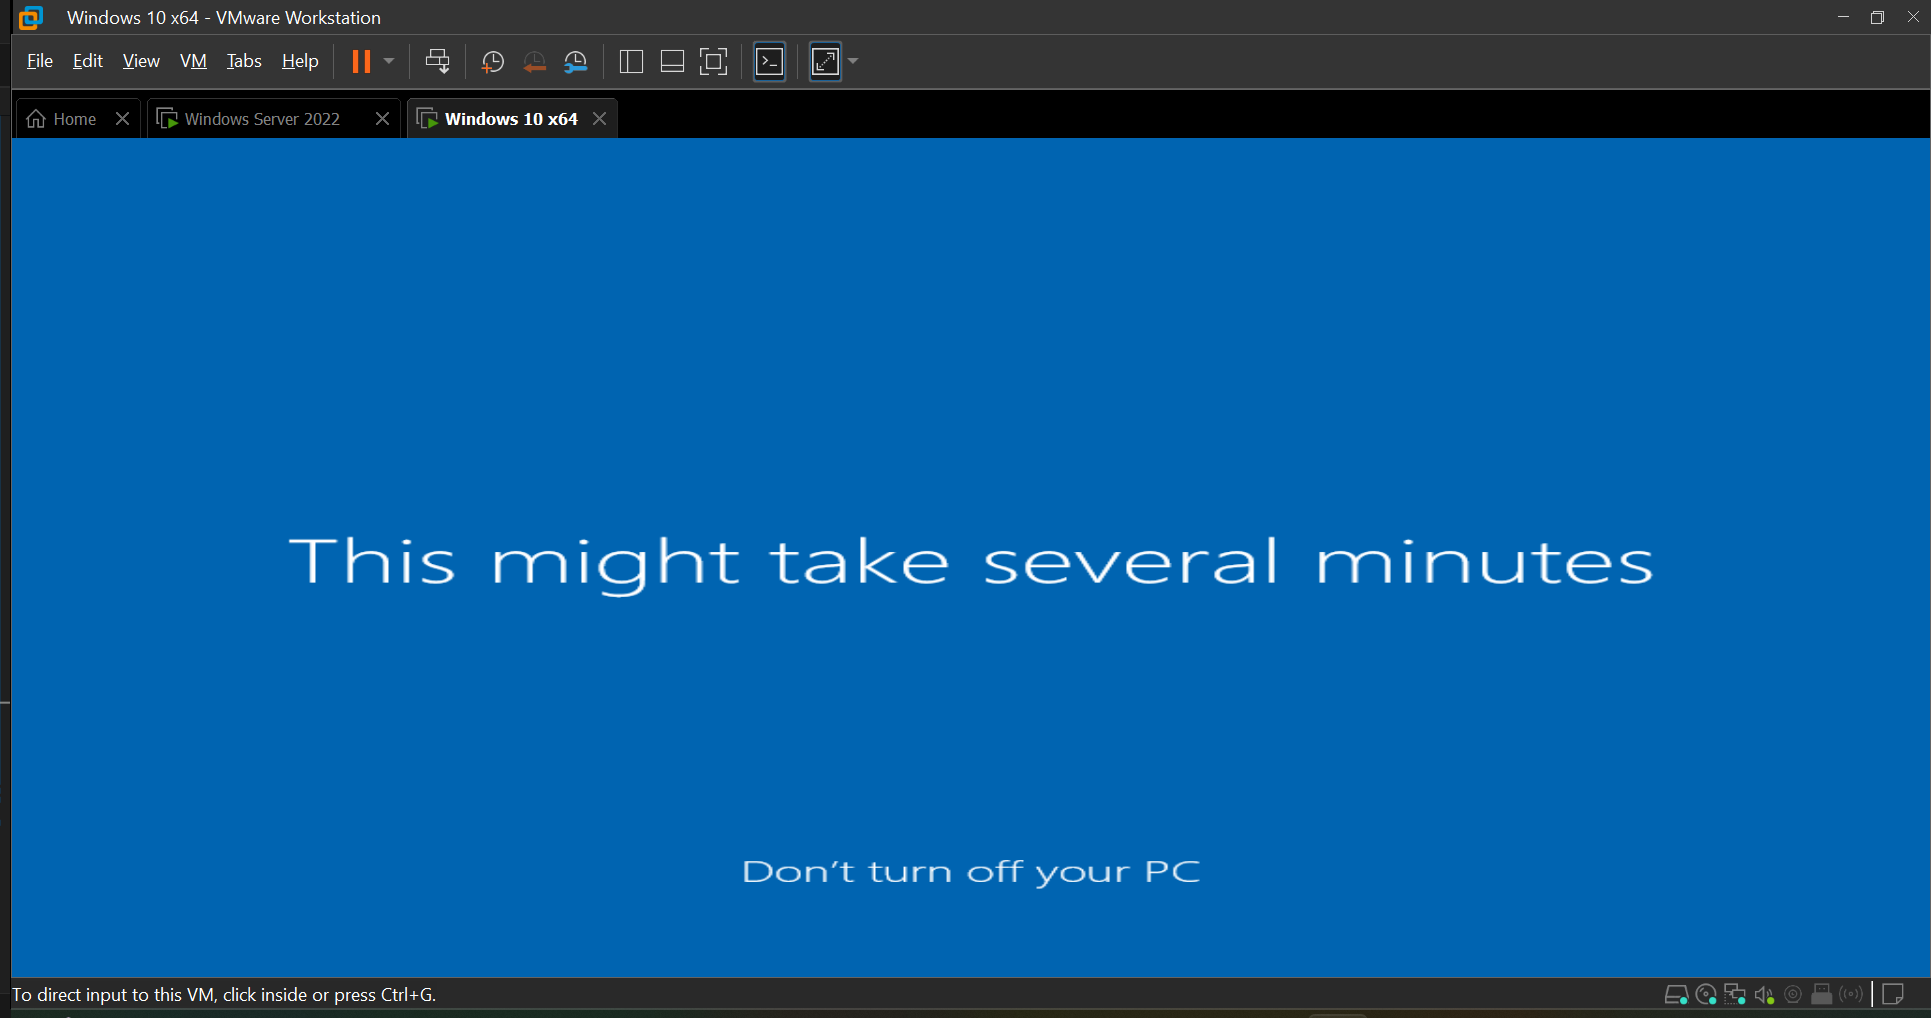 Windows 10 x64 - VMware Workstation
File Edit View VM Tabs Help
Home Windows Server 2022 Windows 10 x64
This might take several minutes
Don't turn off your PC
To direct input to this VM, click inside or press Ctrl+G.